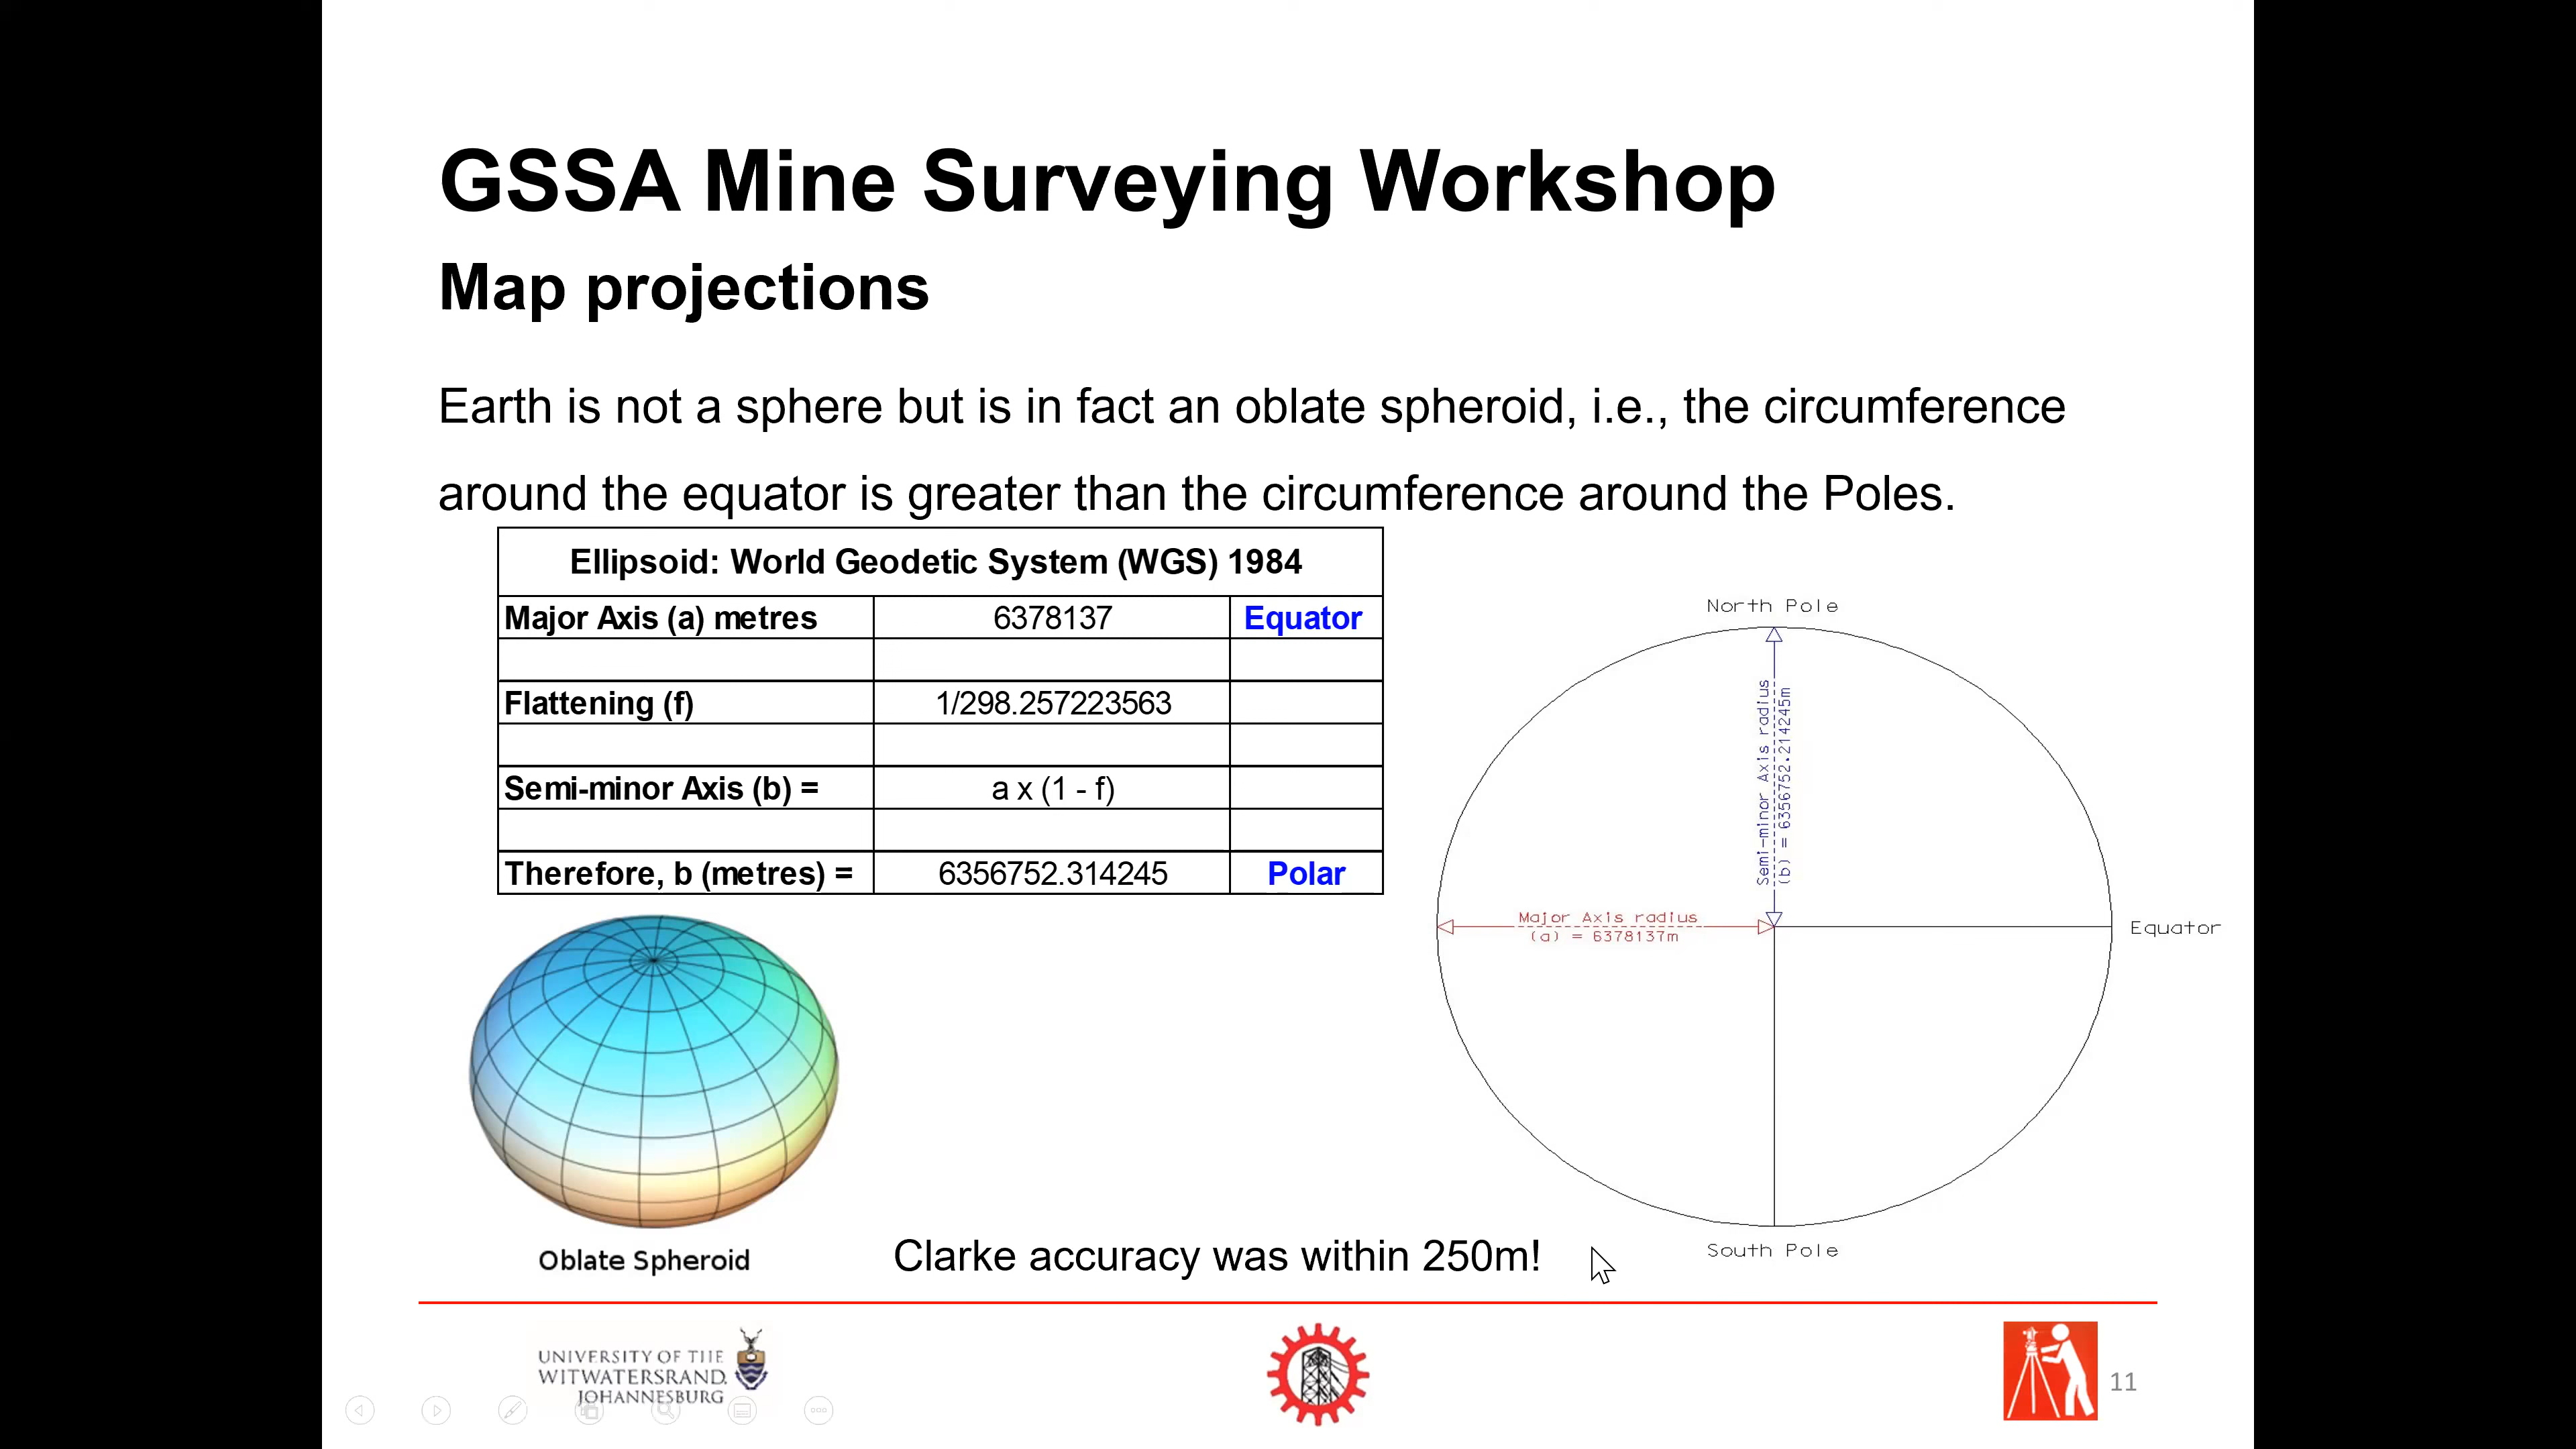 GSSA Mine Surveying Workshop
Map projections
Earth is not a sphere but is in fact an oblate spheroid, i.e., the circumference
around the equator is greater than the circumference around the Poles.
Ellipsoid: World Geodetic System (WGS) 1984
Major Axis (a) metres 6378137 Equator
Flattening (f) 1/298.257223563
Semi-minor Axis (b) = a x (1 - f)
Therefore, b (metres) = 6356752.314245 Polar
North Pole
Semi-minor Axis radius
(b) = 6356752.214245m
Major Axis radius
(a) = 6378137m
Equator
South Pole
Oblate Spheroid
Clarke accuracy was within 250m!
UNIVERSITY OF THE
WITWATERSRAND,
JOHANNESBURG
11